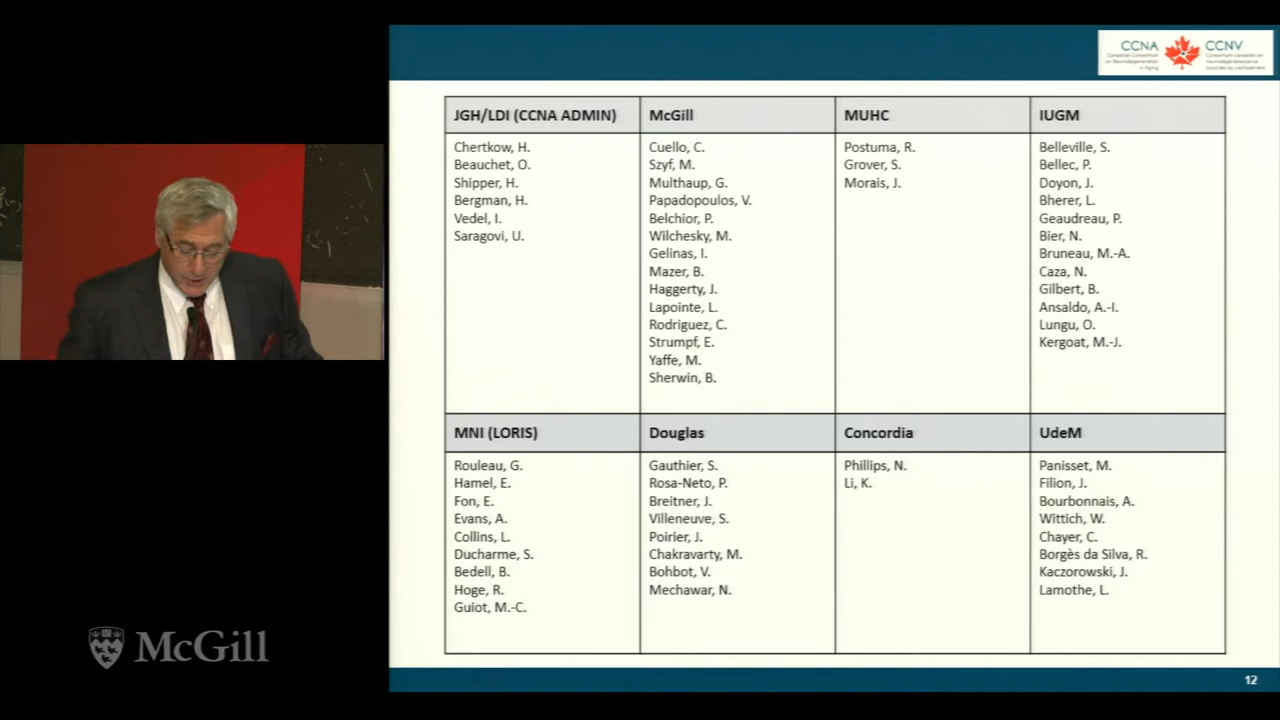 CCNA CCNV
Canadian Consortium
on Neurodegeneration
in Aging
Consortium canadien en
neurodégénérescence
associée au vieillissement
JGH/LDI (CCNA ADMIN)
Chertkow, H.
Beauchet, O.
Shipper, H.
Bergman, H.
Vedel, I.
Saragovi, U.
McGill
Cuello, C.
Szyf, M.
Multhaup, G.
Papadopoulos, V.
Belchior, P.
Wilchesky, M.
Gelinas, I.
Mazer, B.
Haggerty, J.
Lapointe, L.
Rodriguez, C.
Strumpf, E.
Yaffe, M.
Sherwin, B.
MUHC
Postuma, R.
Grover, S.
Morais, J.
IUGM
Belleville, S.
Bellec, P.
Doyon, J.
Bherer, L.
Geaudreau, P.
Bier, N.
Bruneau, M.-A.
Caza, N.
Gilbert, B.
Ansaldo, A.-I.
Lungu, O.
Kergoat, M.-J.
MNI (LORIS)
Rouleau, G.
Hamel, E.
Fon, E.
Evans, A.
Collins, L.
Ducharme, S.
Bedell, B.
Hoge, R.
Guiot, M.-C.
Douglas
Gauthier, S.
Rosa-Neto, P.
Breitner, J.
Villeneuve, S.
Poirier, J.
Chakravarty, M.
Bohbot, V.
Mechawar, N.
Concordia
Phillips, N.
Li, K.
UdeM
Panisset, M.
Filion, J.
Bourbonnais, A.
Wittich, W.
Chayer, C.
Borgès da Silva, R.
Kaczorowski, J.
Lamothe, L.
McGill
12